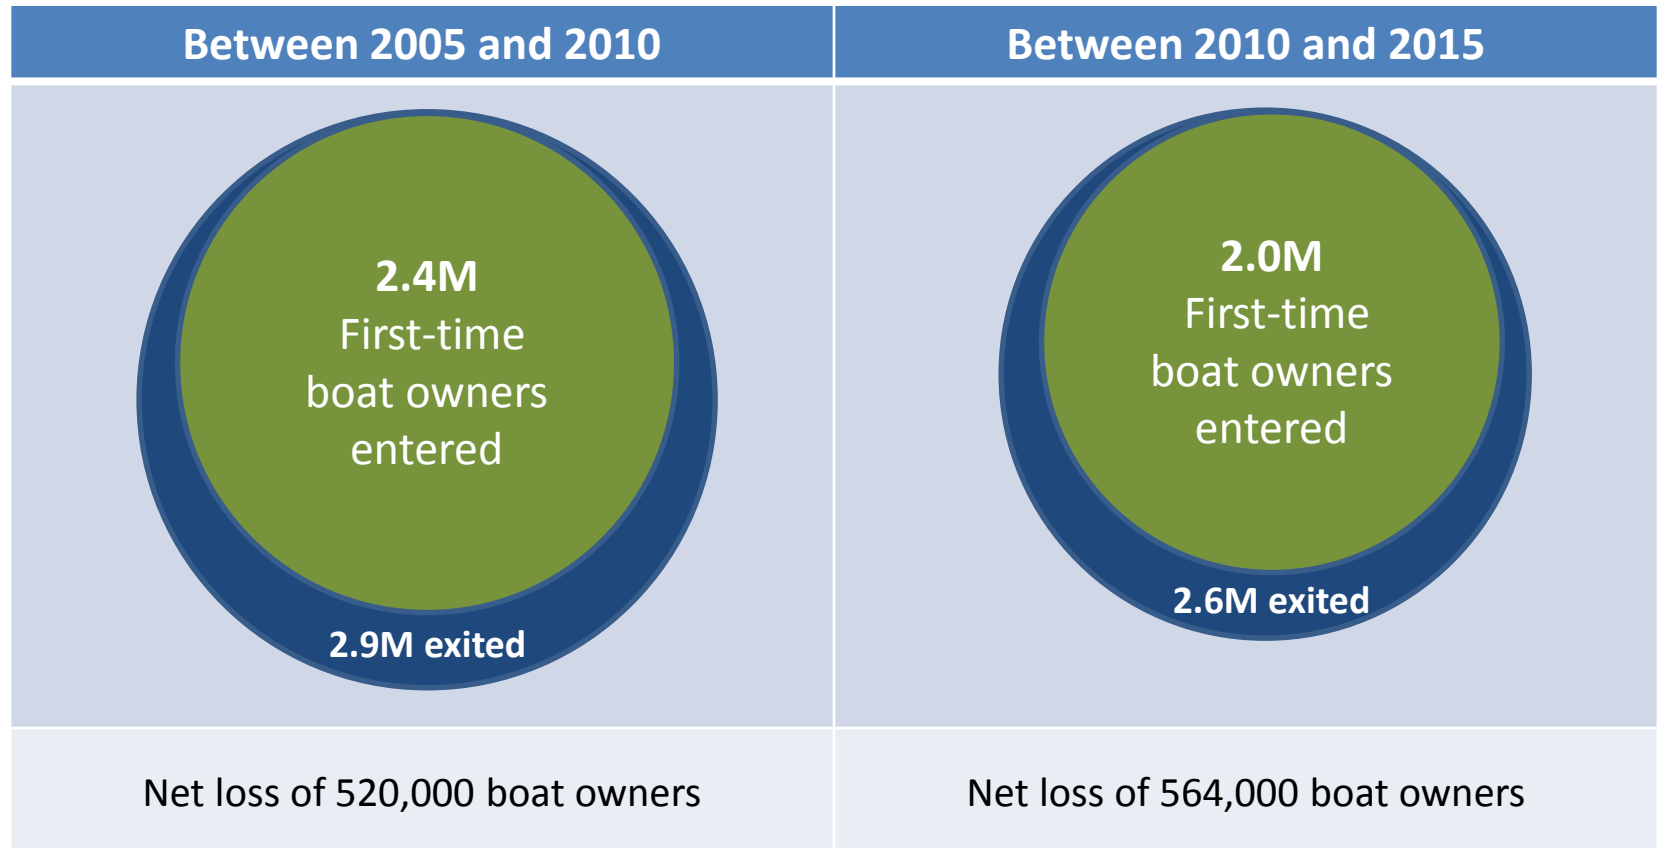 Between 2005 and 2010
Between 2010 and 2015
2.4M
First-time
boat owners
entered
2.9M exited
2.0M
First-time
boat owners
entered
2.6M exited
Net loss of 520,000 boat owners
Net loss of 564,000 boat owners